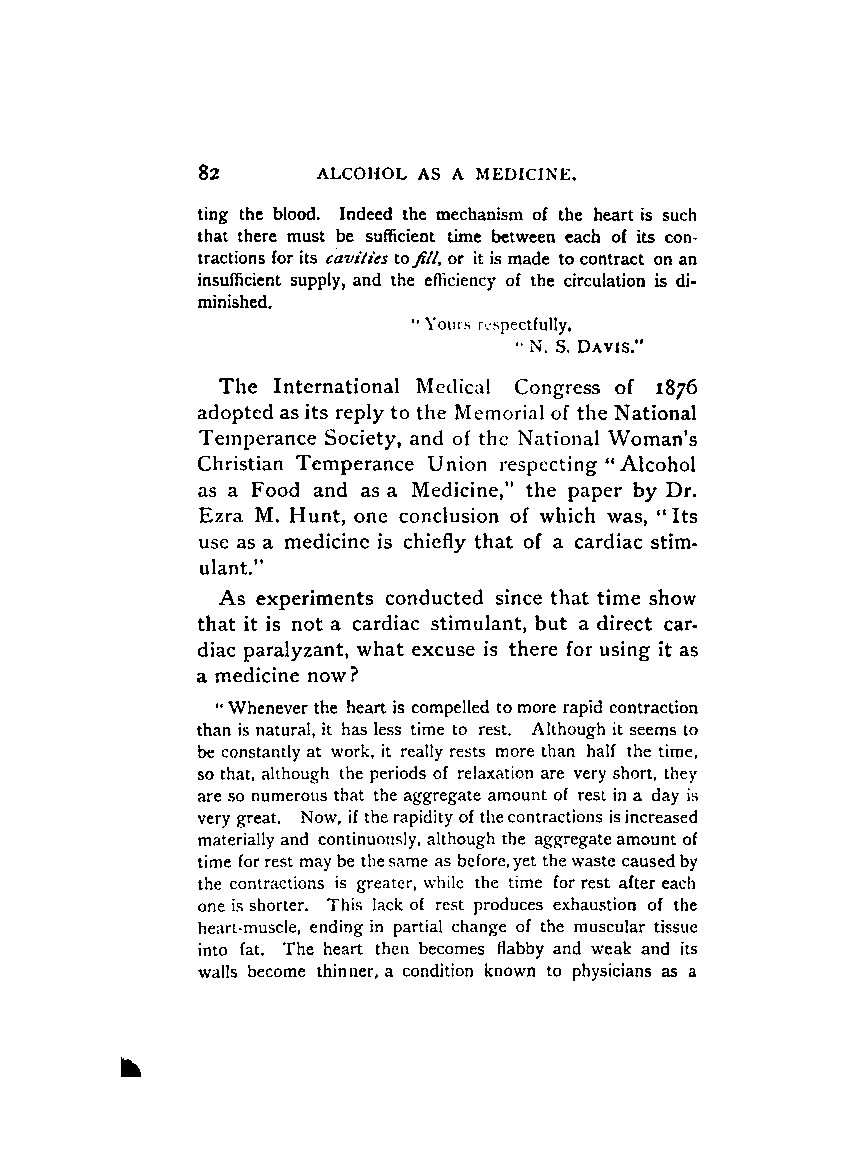 82 ALCOHOL AS A MEDICINE.
ting the blood. Indeed the mechanism of the heart is such
that there must be sufficient time between each of its con-
tractions for its cavities to fill, or it is made to contract on an
insufficient supply, and the efficiency of the circulation is di-
minished.
"Yours respectfully,
"N. S. DAVIS."
The International Medical Congress of 1876
adopted as its reply to the Memorial of the National
Temperance Society, and of the National Woman's
Christian Temperance Union respecting "Alcohol
as a Food and as a Medicine," the paper by Dr.
Ezra M. Hunt, one conclusion of which was, "Its
use as a medicine is chiefly that of a cardiac stim-
ulant."
As experiments conducted since that time show
that it is not a cardiac stimulant, but a direct car-
diac paralyzant, what excuse is there for using it as
a medicine now?
"Whenever the heart is compelled to more rapid contraction
than is natural, it has less time to rest. Although it seems to
be constantly at work, it really rests more than half the time,
so that, although the periods of relaxation are very short, they
are so numerous that the aggregate amount of rest in a day is
very great. Now, if the rapidity of the contractions is increased
materially and continuously, although the aggregate amount of
time for rest may be the same as before, yet the waste caused by
the contractions is greater, while the time for rest after each
one is shorter. This lack of rest produces exhaustion of the
heart-muscle, ending in partial change of the muscular tissue
into fat. The heart then becomes flabby and weak and its
walls become thinner, a condition known to physicians as a